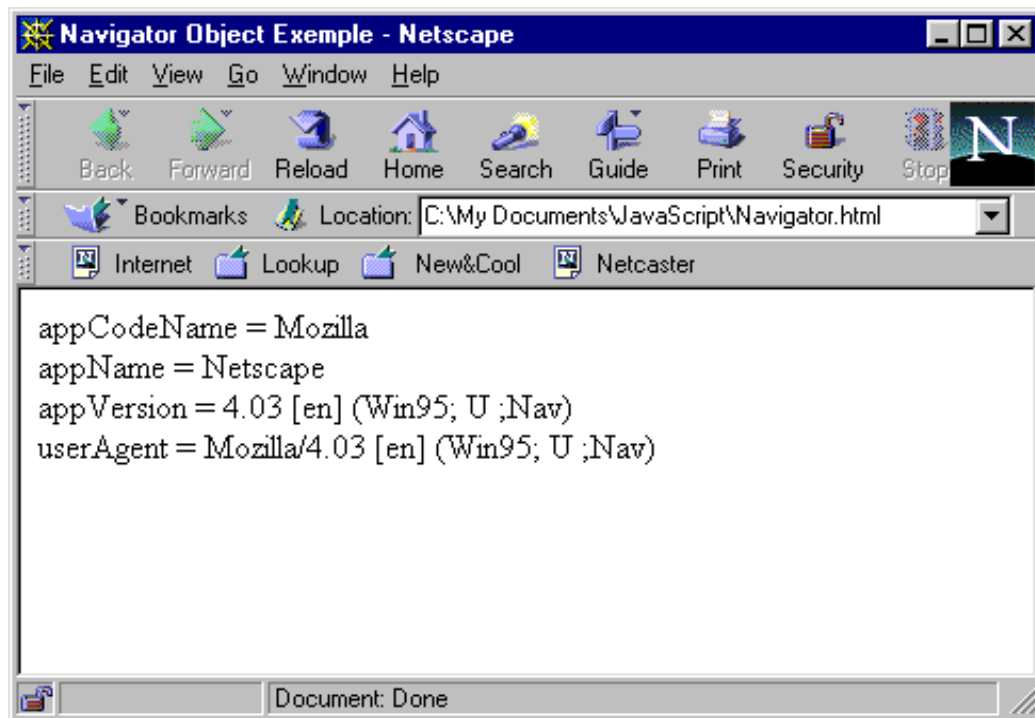 Navigator Object Exemple - Netscape
File Edit View Go Window Help
Back Forward Reload Home Search Guide Print Security Stop N
Bookmarks Location: C:\My Documents\JavaScript\Navigator.html
Internet Lookup New&Cool Netcaster
appCodeName = Mozilla
appName = Netscape
appVersion = 4.03 [en] (Win95; U ;Nav)
userAgent = Mozilla/4.03 [en] (Win95; U ;Nav)
Document: Done